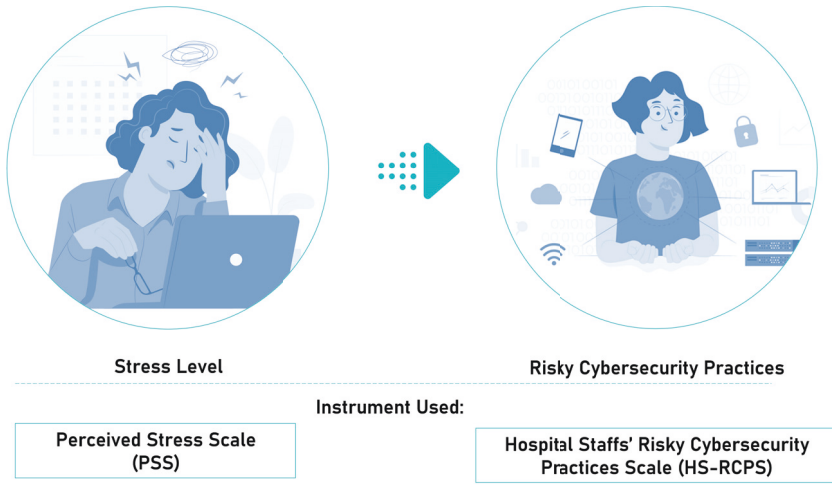 Stress Level
Risky Cybersecurity Practices
Instrument Used:
Perceived Stress Scale
(PSS)
Hospital Staffs' Risky Cybersecurity
Practices Scale (HS-RCPS)